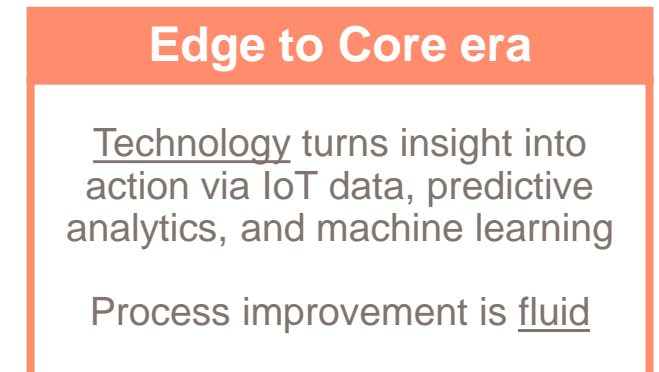 Edge to Core era
Technology turns insight into
action via IoT data, predictive
analytics, and machine learning
Process improvement is fluid